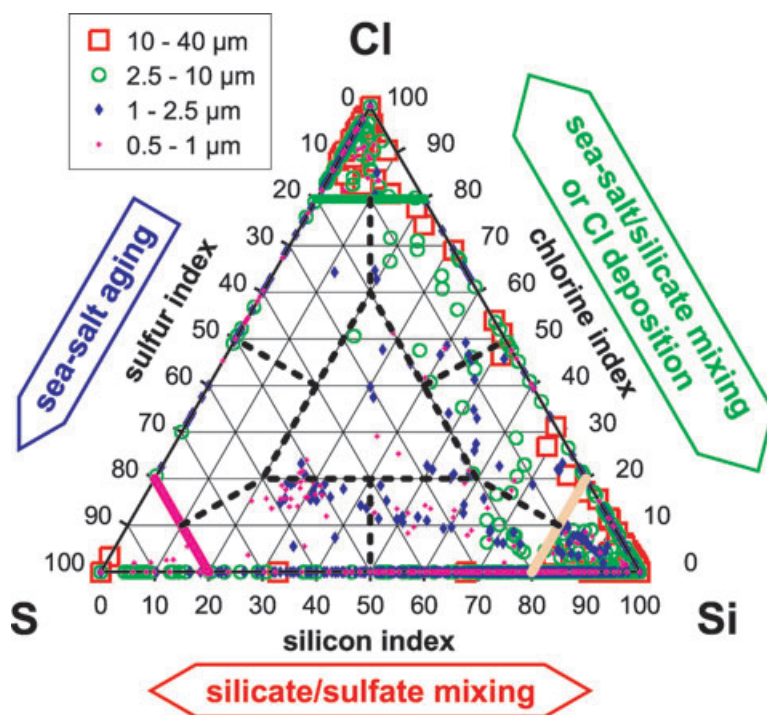 10 - 40 µm
2.5 - 10 µm
1 - 2.5 µm
0.5 - 1 µm
Cl
0 100
10 90
20 80
30 70
40 60
50 50
60 40
70 30
80 20
90 10
100 0
sulfur index
chlorine index
sea-salt aging
sea-salt/silicate mixing
or Cl deposition
0 10 20 30 40 50 60 70 80 90 100
S
Si
silicon index
silicate/sulfate mixing